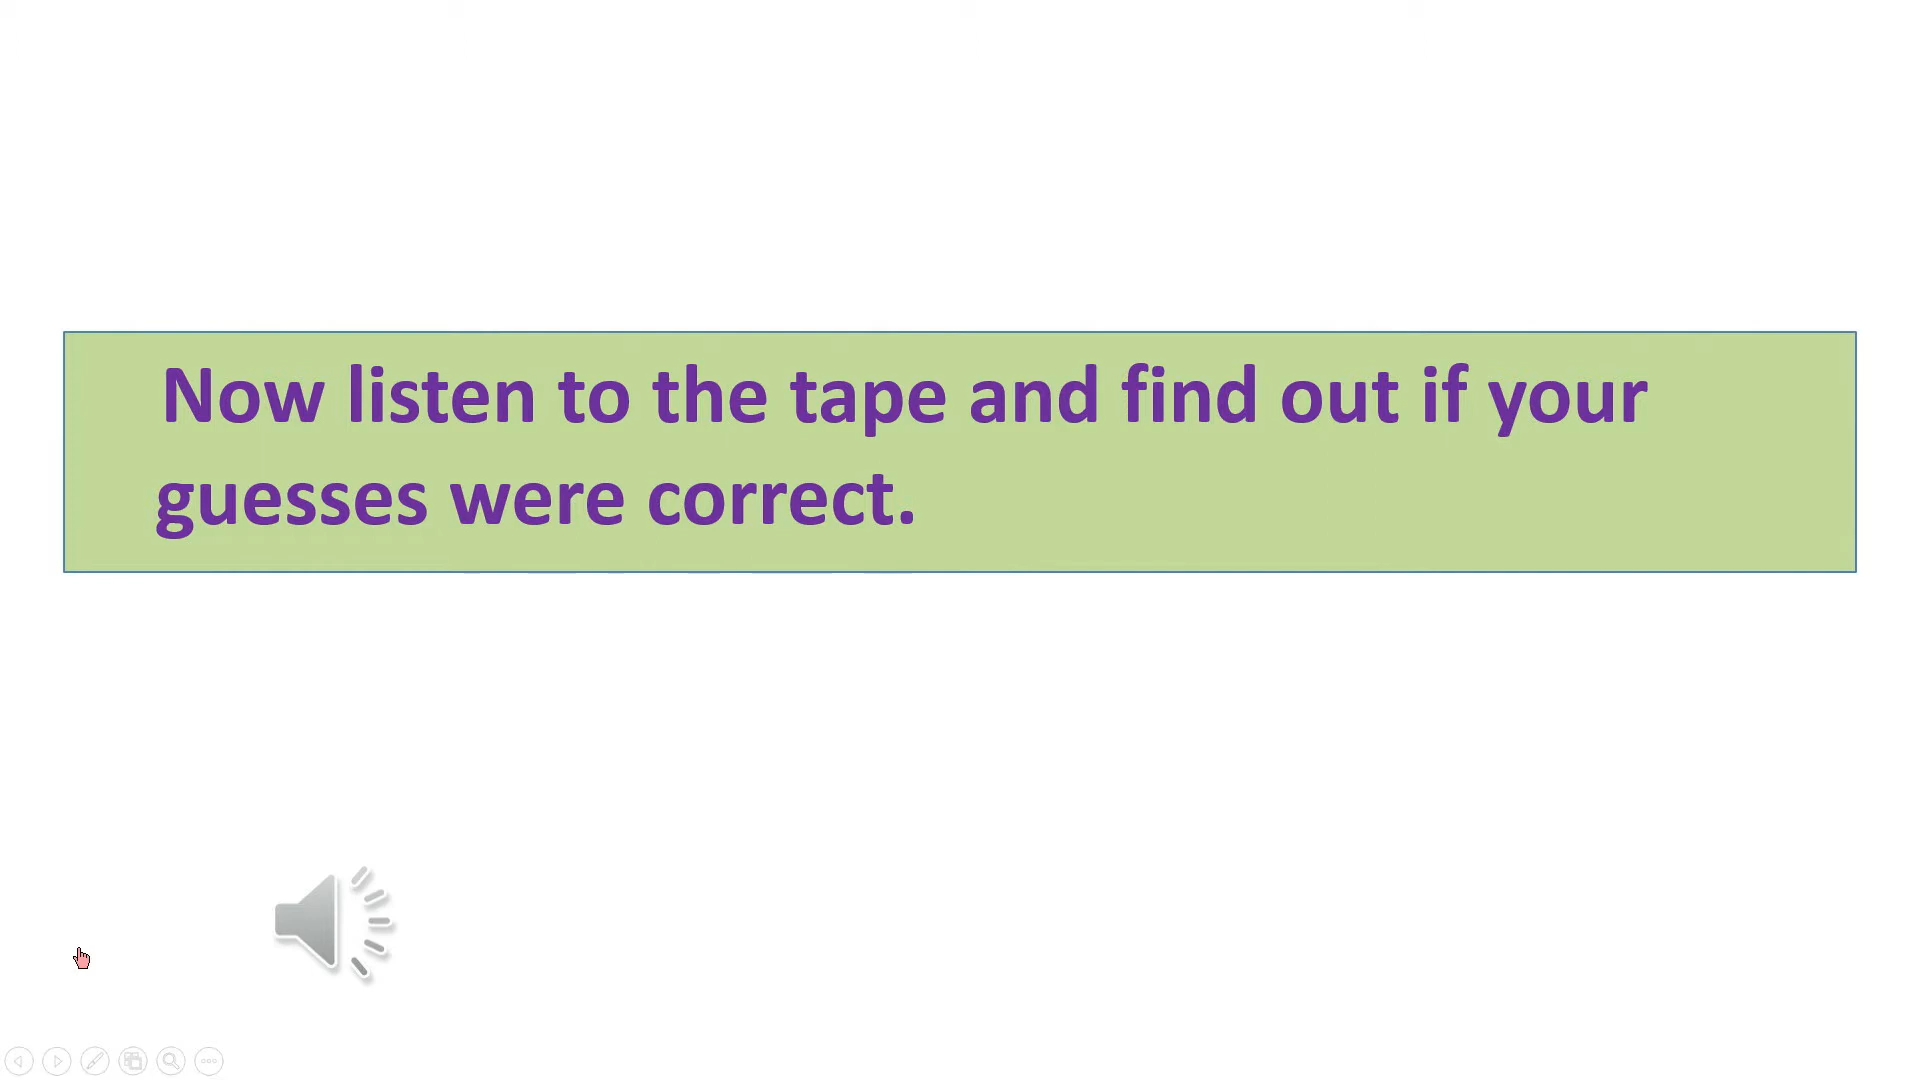 Now listen to the tape and find out if your
guesses were correct.